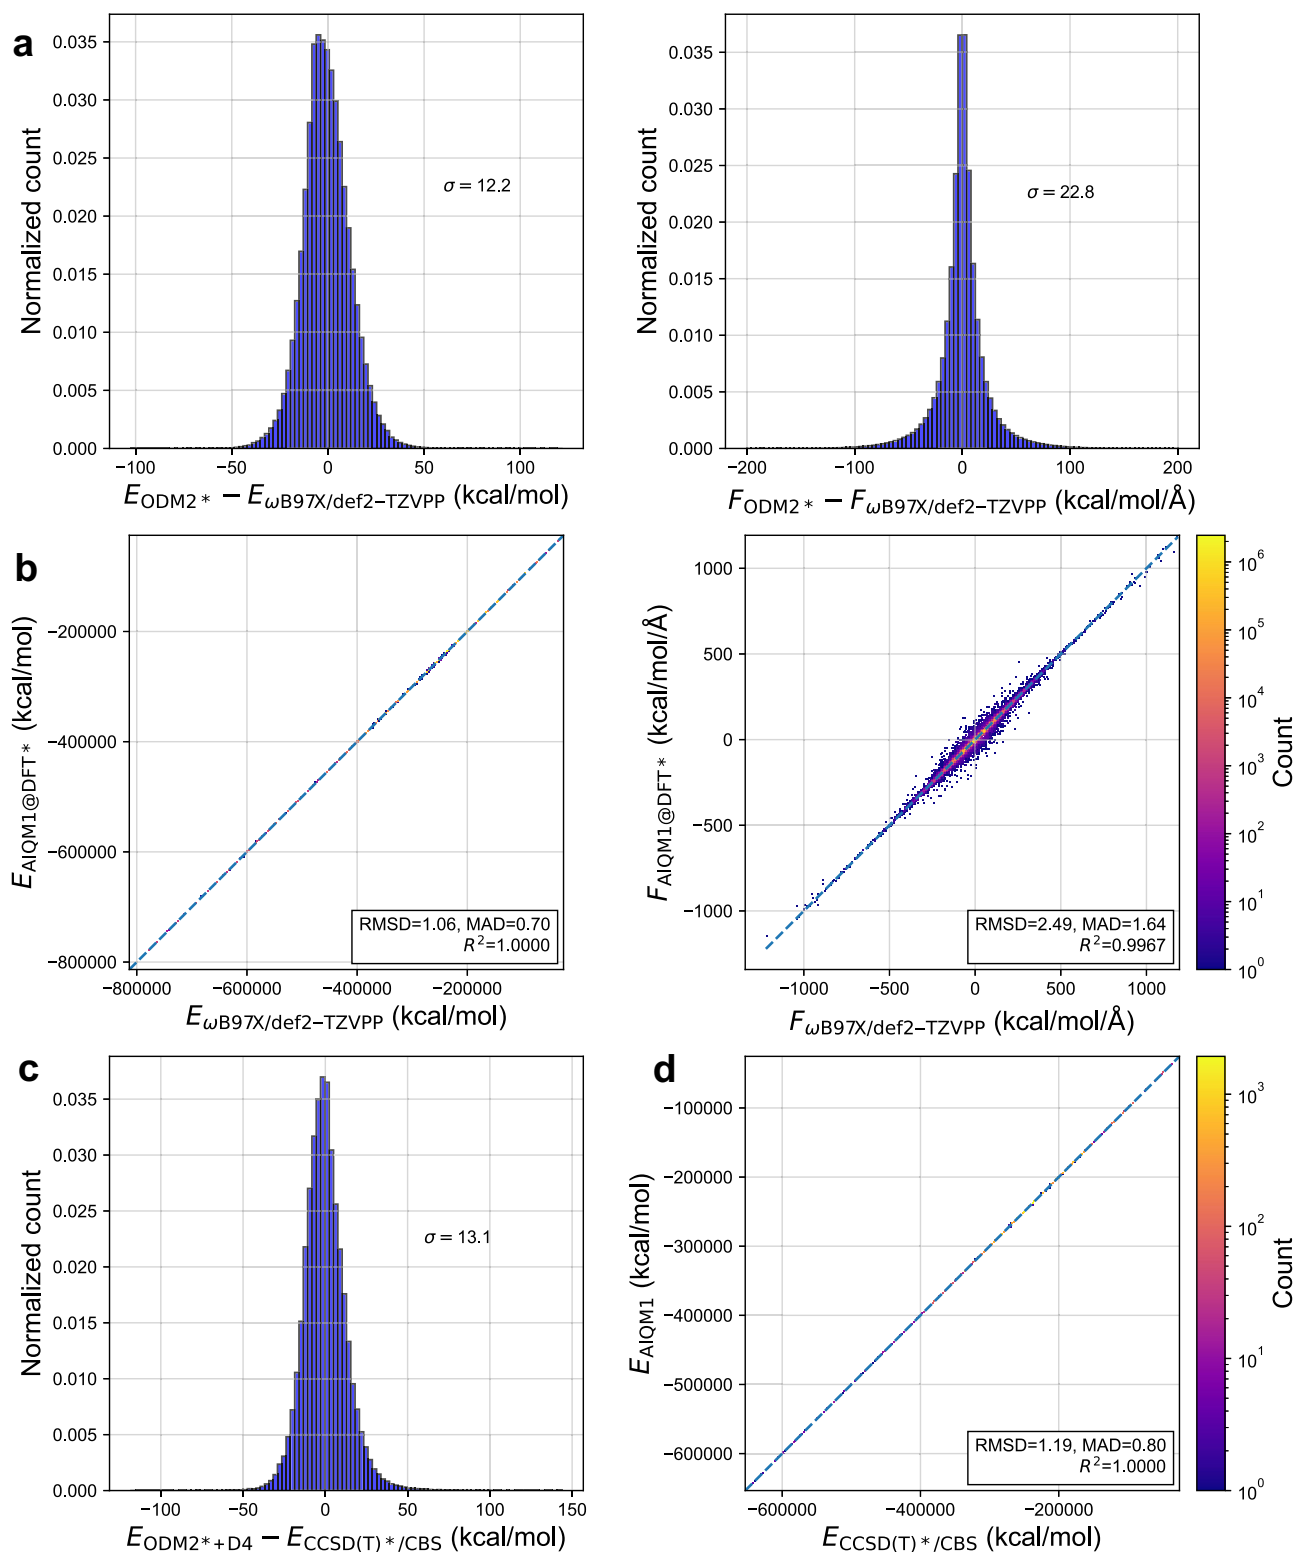 a
0.035
0.030
0.025
0.020
0.015
0.010
0.005
0.000
Normalized count
σ = 12.2
−100
−50
0
50
100
E_ODM2* − E_ωB97X/def2−TZVPP (kcal/mol)
0.035
0.030
0.025
0.020
0.015
0.010
0.005
0.000
Normalized count
σ = 22.8
−200
−100
0
100
200
F_ODM2* − F_ωB97X/def2−TZVPP (kcal/mol/Å)
b
−200000
−400000
−600000
−800000
E_AIQM1@DFT* (kcal/mol)
RMSD=1.06, MAD=0.70
R²=1.0000
−800000
−600000
−400000
−200000
E_ωB97X/def2−TZVPP (kcal/mol)
1000
500
0
−500
−1000
F_AIQM1@DFT* (kcal/mol/Å)
RMSD=2.49, MAD=1.64
R²=0.9967
−1000
−500
0
500
1000
F_ωB97X/def2−TZVPP (kcal/mol/Å)
10⁶
10⁵
10⁴
10³
10²
10¹
10⁰
Count
c
0.035
0.030
0.025
0.020
0.015
0.010
0.005
0.000
Normalized count
σ = 13.1
−100
−50
0
50
100
150
E_ODM2*+D4 − E_CCSD(T)*/CBS (kcal/mol)
d
−100000
−200000
−300000
−400000
−500000
−600000
E_AIQM1 (kcal/mol)
RMSD=1.19, MAD=0.80
R²=1.0000
−600000
−400000
−200000
E_CCSD(T)*/CBS (kcal/mol)
10³
10²
10¹
10⁰
Count